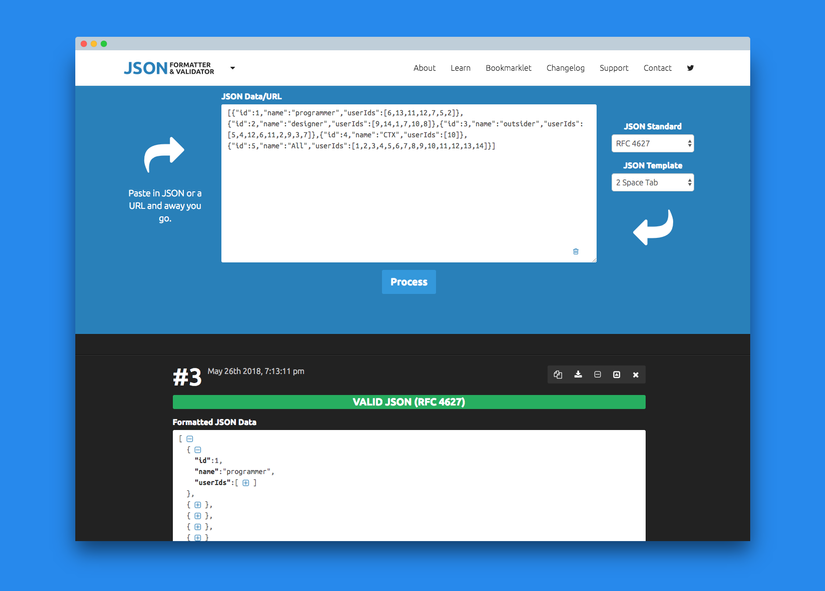 JSON FORMATTER & VALIDATOR
About Learn Bookmarklet Changelog Support Contact
JSON Data/URL
[{"id":1,"name":"programmer","userIds":[6,13,11,12,7,5,2]},
{"id":2,"name":"designer","userIds":[9,14,1,7,10,8]},{"id":3,"name":"outsider","userIds":
[5,4,12,6,11,2,9,3,7]},{"id":4,"name":"CTX","userIds":[10]},
{"id":5,"name":"All","userIds":[1,2,3,4,5,6,7,8,9,10,11,12,13,14]}]
Paste in JSON or a
URL and away you
go.
JSON Standard
RFC 4627
JSON Template
2 Space Tab
Process
#3 May 26th 2018, 7:13:11 pm
VALID JSON (RFC 4627)
Formatted JSON Data
[
{
"id":1,
"name":"programmer",
"userIds":[ ]
},
{ },
{ },
{ },
{ }